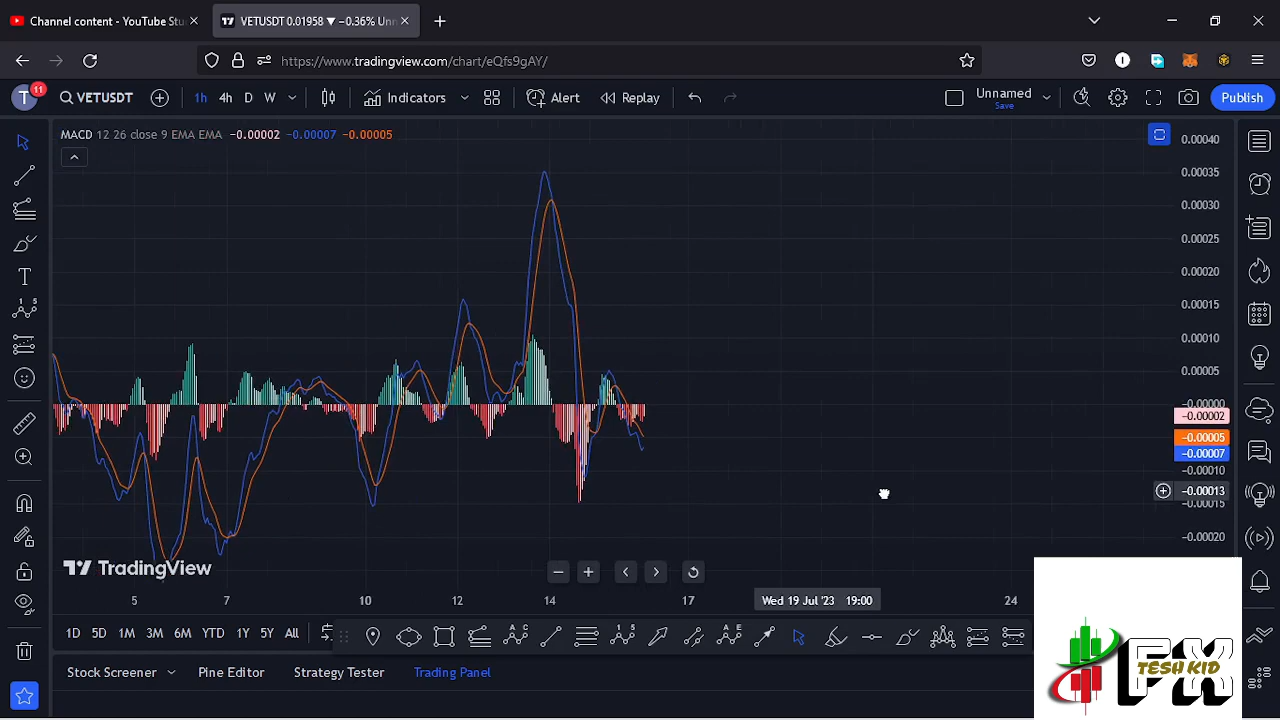 Channel content - YouTube Stu
VETUSDT 0.01958 ▼ −0.36% Unn
https://www.tradingview.com/chart/eQfs9gAY/
T 11 VETUSDT 1h 4h D W Indicators Alert Replay Unnamed Save Publish
MACD 12 26 close 9 EMA EMA −0.00002 −0.00007 −0.00005
0.00040
0.00035
0.00030
0.00025
0.00020
0.00015
0.00010
0.00005
−0.00000
−0.00002
−0.00005
−0.00007
−0.00010
−0.00013
−0.00015
−0.00020
TradingView
5 7 10 12 14 17 Wed 19 Jul '23 19:00 24
1D 5D 1M 3M 6M YTD 1Y 5Y All
Stock Screener Pine Editor Strategy Tester Trading Panel
FX
TESH KID